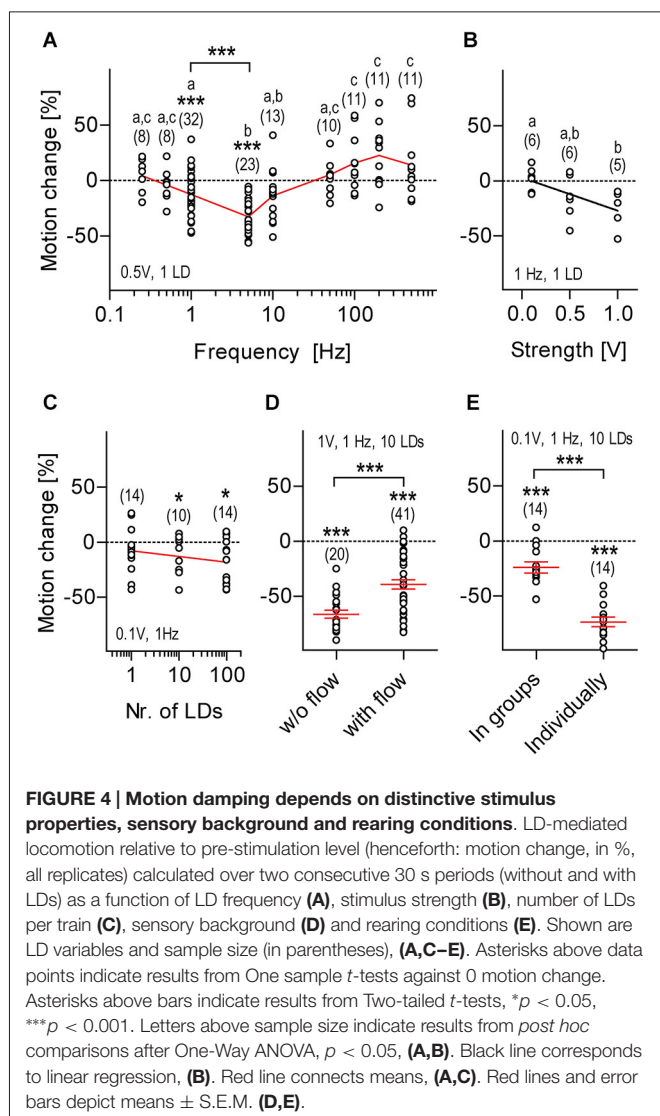 A
B
***
a
a,c a,c *** b a,b a,c c c c
(8) (8) (32) *** (23) (13) (10) (11) (11) (11)
a a,b b
(6) (6) (5)
Motion change [%]
50
0
-50
0.5V, 1 LD
1 Hz, 1 LD
0.1 1 10 100
0.0 0.5 1.0
Frequency [Hz]
Strength [V]
C
D
E
Motion change [%]
50
0
-50
(14) * (10) * (14)
0.1V, 1Hz
1 10 100
Nr. of LDs
1V, 1 Hz, 10 LDs
***
*** (20) *** (41)
50
0
-50
w/o flow with flow
0.1V, 1 Hz, 10 LDs
***
*** (14) *** (14)
50
0
-50
In groups Individually
FIGURE 4 | Motion damping depends on distinctive stimulus
properties, sensory background and rearing conditions. LD-mediated
locomotion relative to pre-stimulation level (henceforth: motion change, in %,
all replicates) calculated over two consecutive 30 s periods (without and with
LDs) as a function of LD frequency (A), stimulus strength (B), number of LDs
per train (C), sensory background (D) and rearing conditions (E). Shown are
LD variables and sample size (in parentheses), (A,C–E). Asterisks above data
points indicate results from One sample t-tests against 0 motion change.
Asterisks above bars indicate results from Two-tailed t-tests, *p < 0.05,
***p < 0.001. Letters above sample size indicate results from post hoc
comparisons after One-Way ANOVA, p < 0.05, (A,B). Black line corresponds
to linear regression, (B). Red line connects means, (A,C). Red lines and error
bars depict means ± S.E.M. (D,E).